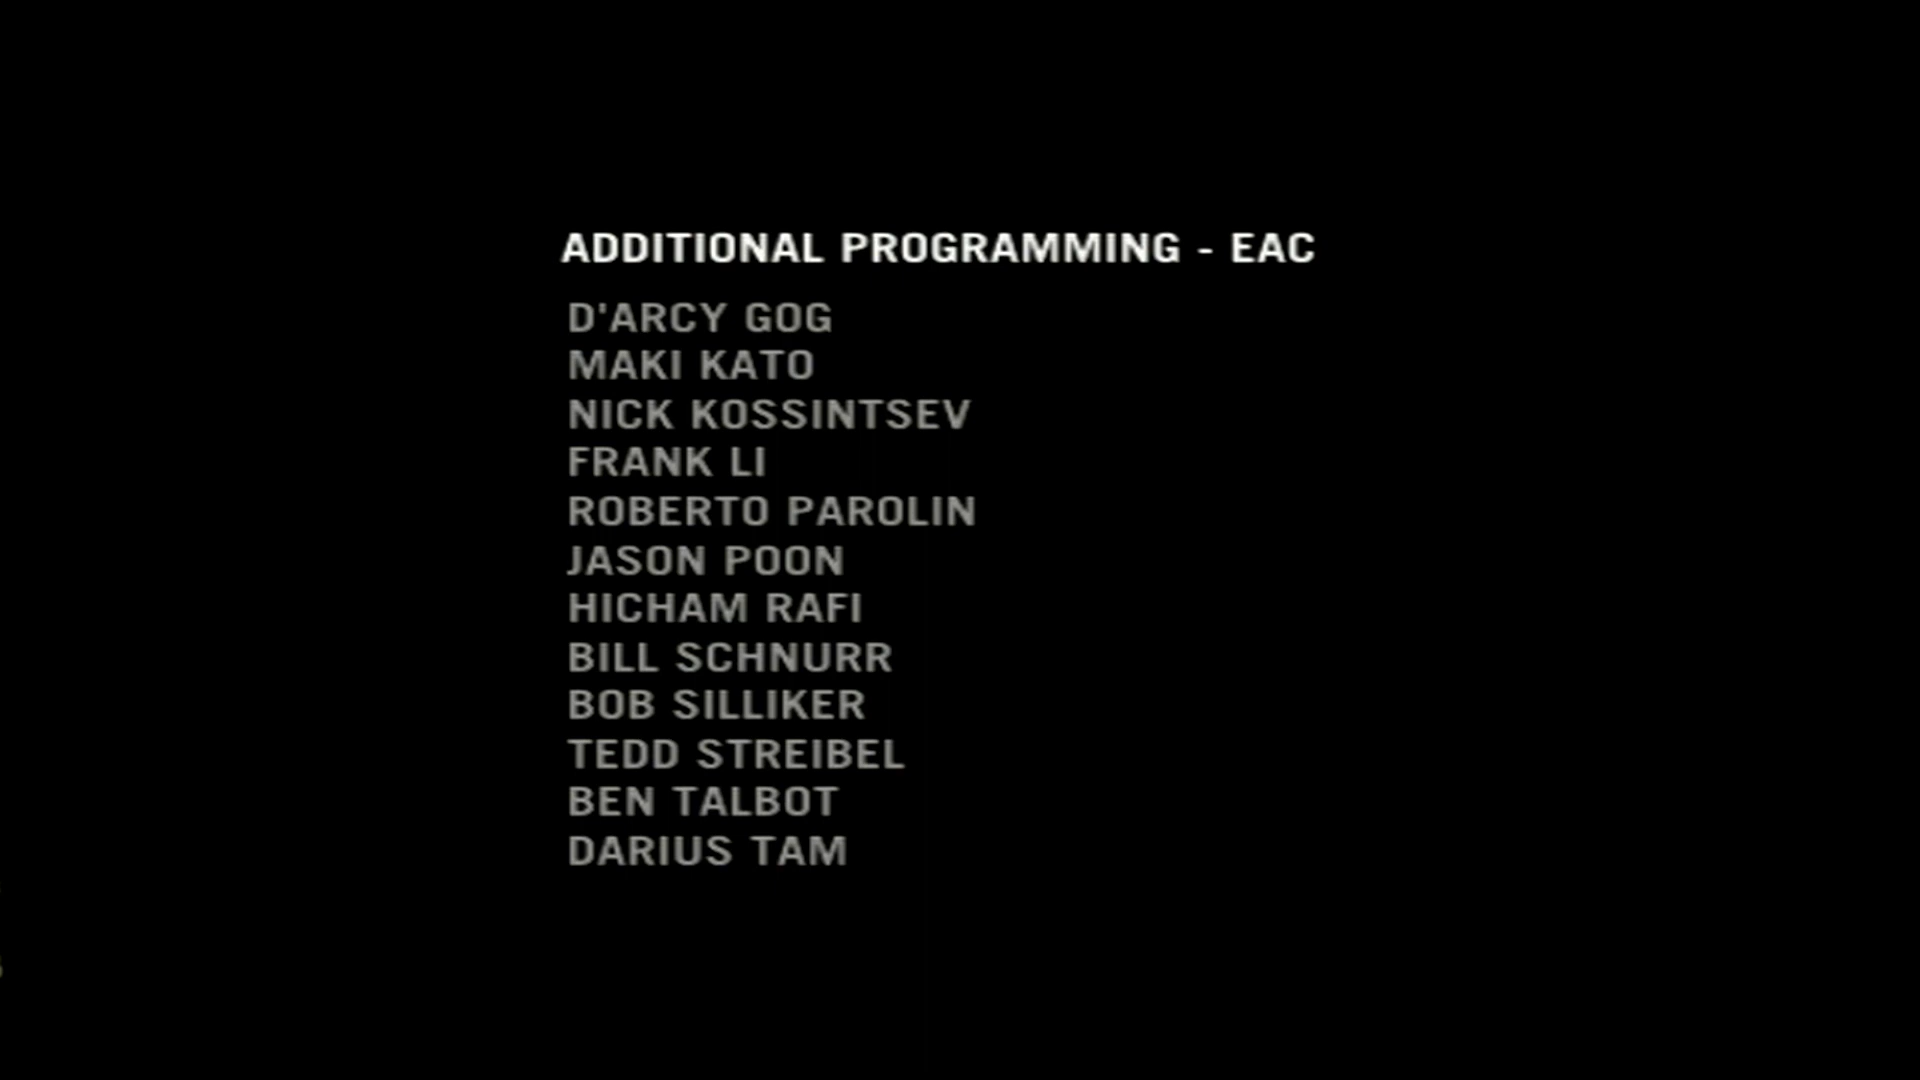 ADDITIONAL PROGRAMMING - EAC
D'ARCY GOG
MAKI KATO
NICK KOSSINTSEV
FRANK LI
ROBERTO PAROLIN
JASON POON
HICHAM RAFI
BILL SCHNURR
BOB SILLIKER
TEDD STREIBEL
BEN TALBOT
DARIUS TAM